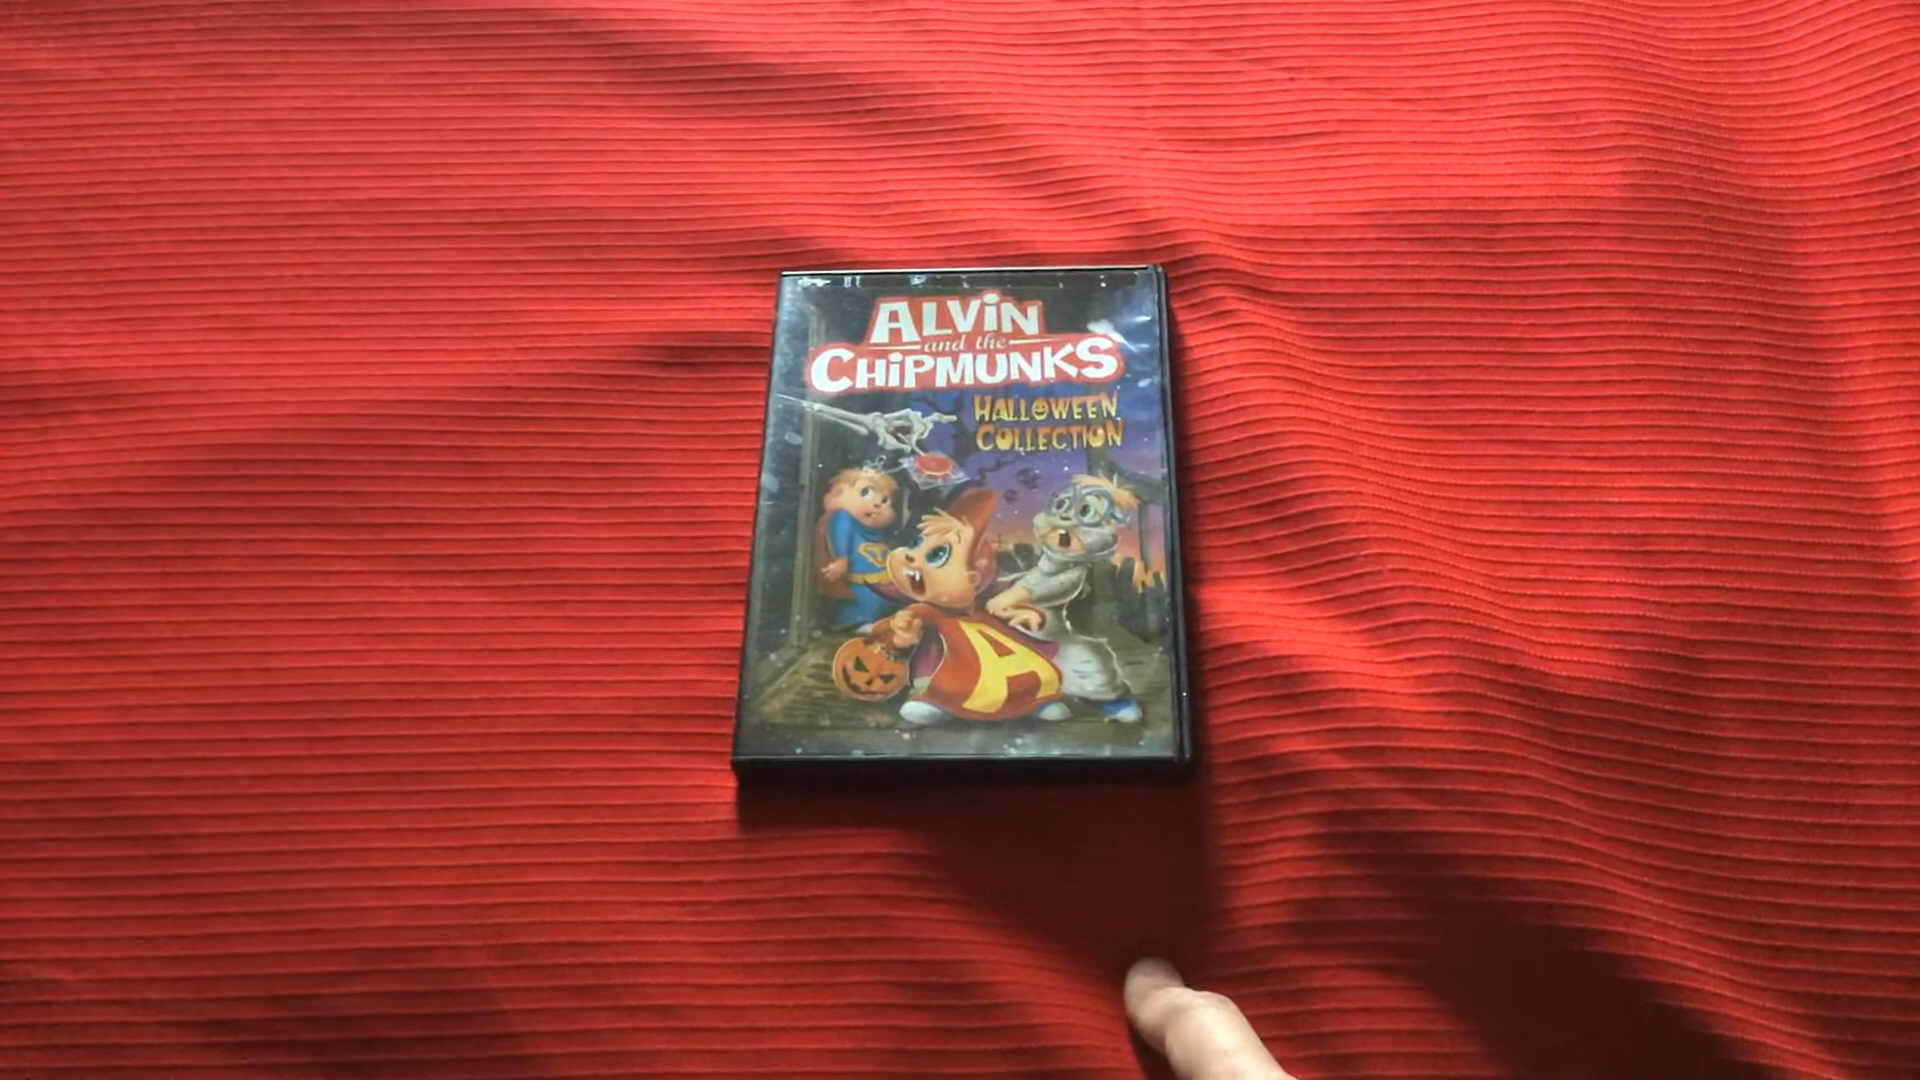 ALViN
and the
CHiPMUNKS
HALLOWEEN
COLLECTION
T
A